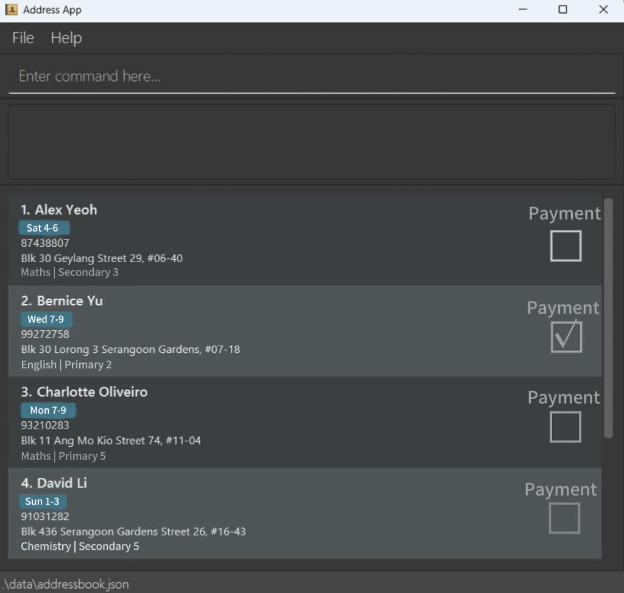 Address App
File Help
Enter command here...
1. Alex Yeoh
Payment
Sat 4-6
87438807
Blk 30 Geylang Street 29, #06-40
Maths | Secondary 3
2. Bernice Yu
Payment
Wed 7-9
99272758
Blk 30 Lorong 3 Serangoon Gardens, #07-18
English | Primary 2
3. Charlotte Oliveiro
Payment
Mon 7-9
93210283
Blk 11 Ang Mo Kio Street 74, #11-04
Maths | Primary 5
4. David Li
Payment
Sun 1-3
91031282
Blk 436 Serangoon Gardens Street 26, #16-43
Chemistry | Secondary 5
.\data\addressbook.json